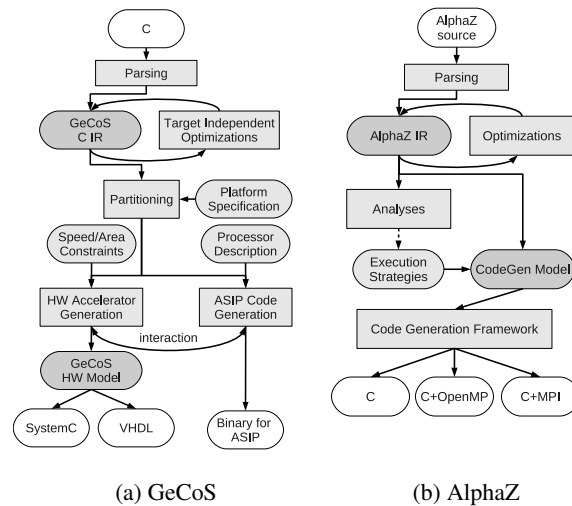 C
Parsing
GeCoS
C IR
Target Independent
Optimizations
Partitioning
Platform
Specification
Speed/Area
Constraints
Processor
Description
HW Accelerator
Generation
ASIP Code
Generation
interaction
GeCoS
HW Model
SystemC
VHDL
Binary for
ASIP
(a) GeCoS
AlphaZ
source
Parsing
AlphaZ IR
Optimizations
Analyses
Execution
Strategies
CodeGen Model
Code Generation Framework
C
C+OpenMP
C+MPI
(b) AlphaZ